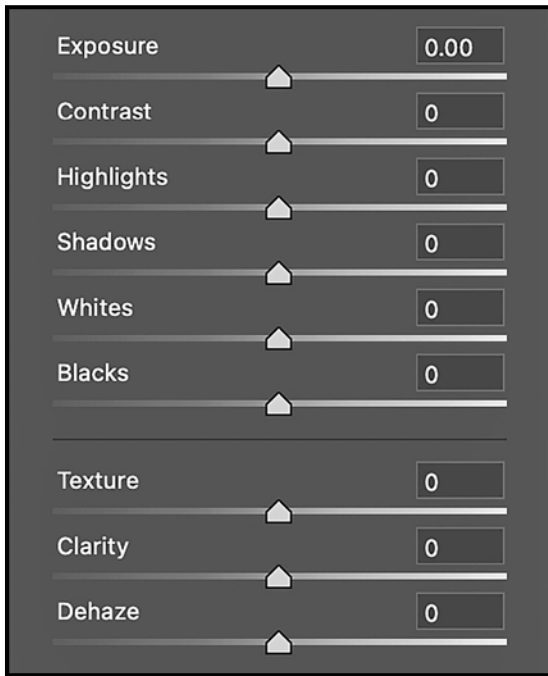 Exposure 0.00
Contrast 0
Highlights 0
Shadows 0
Whites 0
Blacks 0
Texture 0
Clarity 0
Dehaze 0